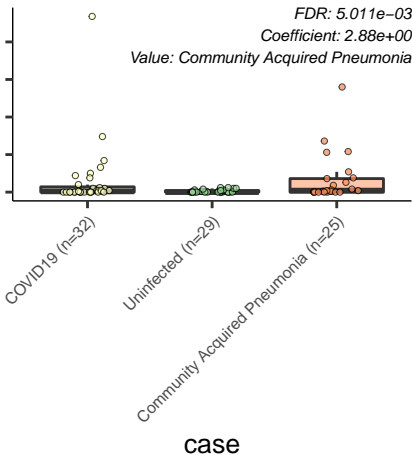 FDR: 5.011e−03
Coefficient: 2.88e+00
Value: Community Acquired Pneumonia
COVID19 (n=32)
Uninfected (n=29)
Community Acquired Pneumonia (n=25)
case